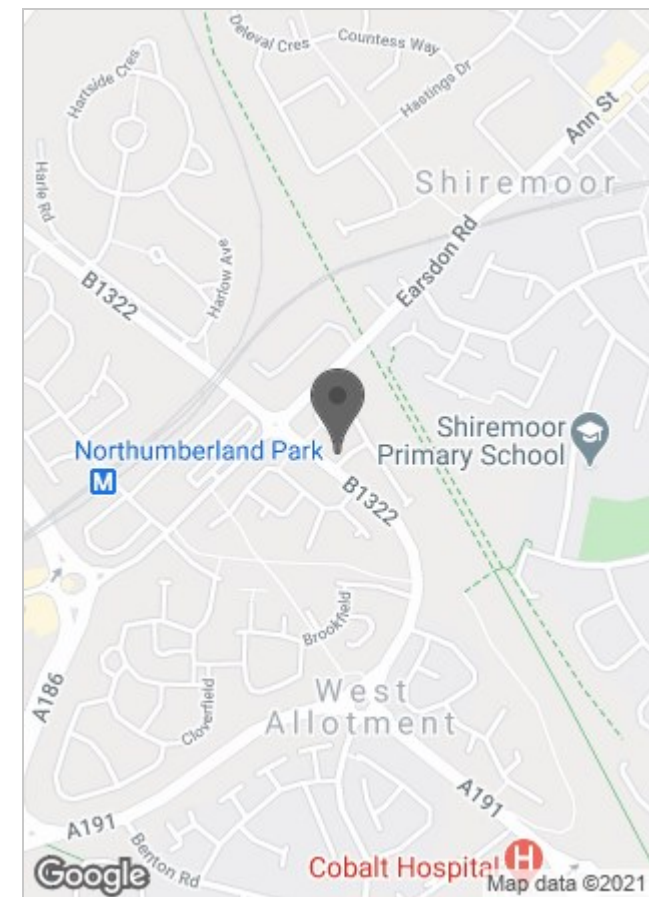 Deleval Cres
Countess Way
Hartside Cres
Hastings Dr
Ann St
Harle Rd
Shiremoor
Earsdon Rd
Harlow Ave
B1322
Shiremoor
Primary School
Northumberland Park
M
B1322
Brookfield
West
Allotment
Cloverfield
A186
A191
A191
Benton Rd
Cobalt Hospital
H
Google
Map data ©2021